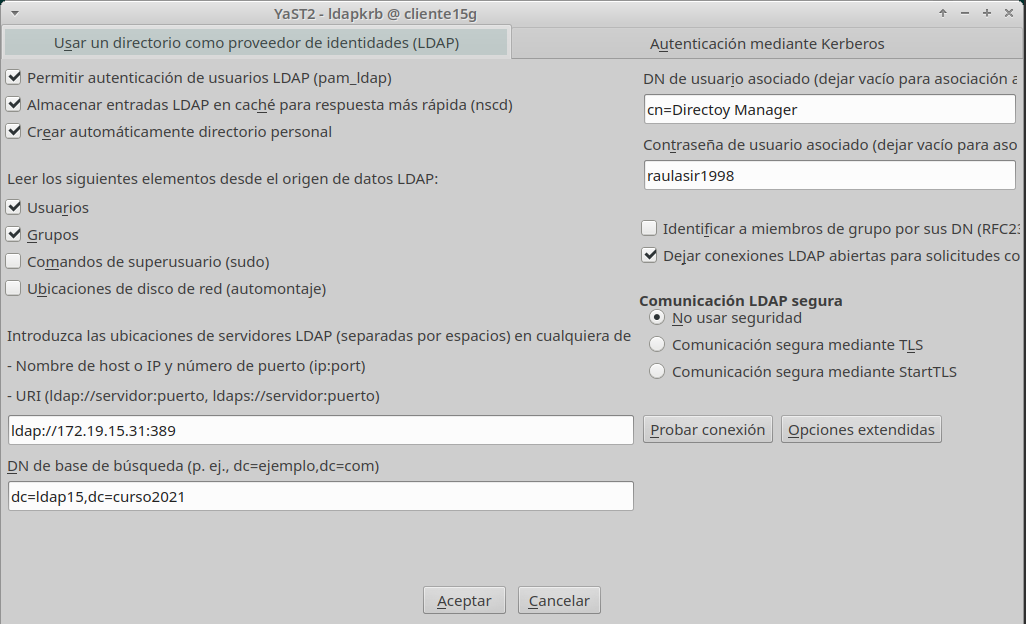 YaST2 - ldapkrb @ cliente15g
Usar un directorio como proveedor de identidades (LDAP)
Autenticación mediante Kerberos
Permitir autenticación de usuarios LDAP (pam_ldap)
Almacenar entradas LDAP en caché para respuesta más rápida (nscd)
Crear automáticamente directorio personal
Leer los siguientes elementos desde el origen de datos LDAP:
Usuarios
Grupos
Comandos de superusuario (sudo)
Ubicaciones de disco de red (automontaje)
Introduzca las ubicaciones de servidores LDAP (separadas por espacios) en cualquiera de
- Nombre de host o IP y número de puerto (ip:port)
- URI (ldap://servidor:puerto, ldaps://servidor:puerto)
ldap://172.19.15.31:389
DN de base de búsqueda (p. ej., dc=ejemplo,dc=com)
dc=ldap15,dc=curso2021
DN de usuario asociado (dejar vacío para asociación a
cn=Directoy Manager
Contraseña de usuario asociado (dejar vacío para aso
raulasir1998
Identificar a miembros de grupo por sus DN (RFC23
Dejar conexiones LDAP abiertas para solicitudes co
Comunicación LDAP segura
No usar seguridad
Comunicación segura mediante TLS
Comunicación segura mediante StartTLS
Probar conexión
Opciones extendidas
Aceptar
Cancelar